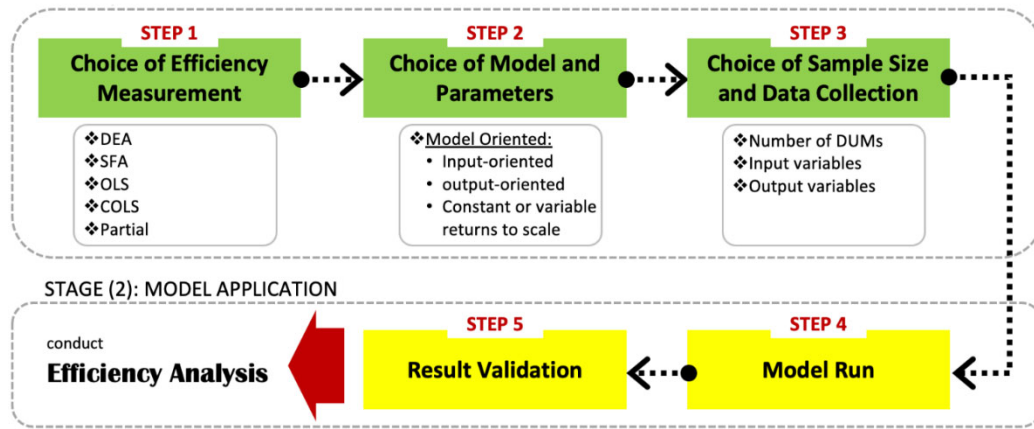 STEP 1
Choice of Efficiency
Measurement
❖DEA
❖SFA
❖OLS
❖COLS
❖Partial
STEP 2
Choice of Model and
Parameters
❖Model Oriented:
• Input-oriented
• output-oriented
• Constant or variable
returns to scale
STEP 3
Choice of Sample Size
and Data Collection
❖Number of DUMs
❖Input variables
❖Output variables
STAGE (2): MODEL APPLICATION
STEP 4
Model Run
STEP 5
Result Validation
conduct
Efficiency Analysis